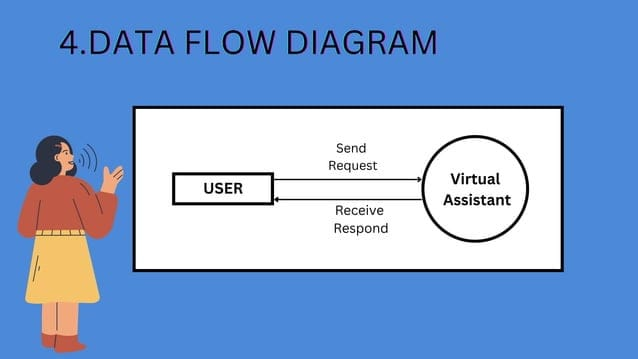 4.DATA FLOW DIAGRAM
Send
Request
USER
Virtual
Assistant
Receive
Respond